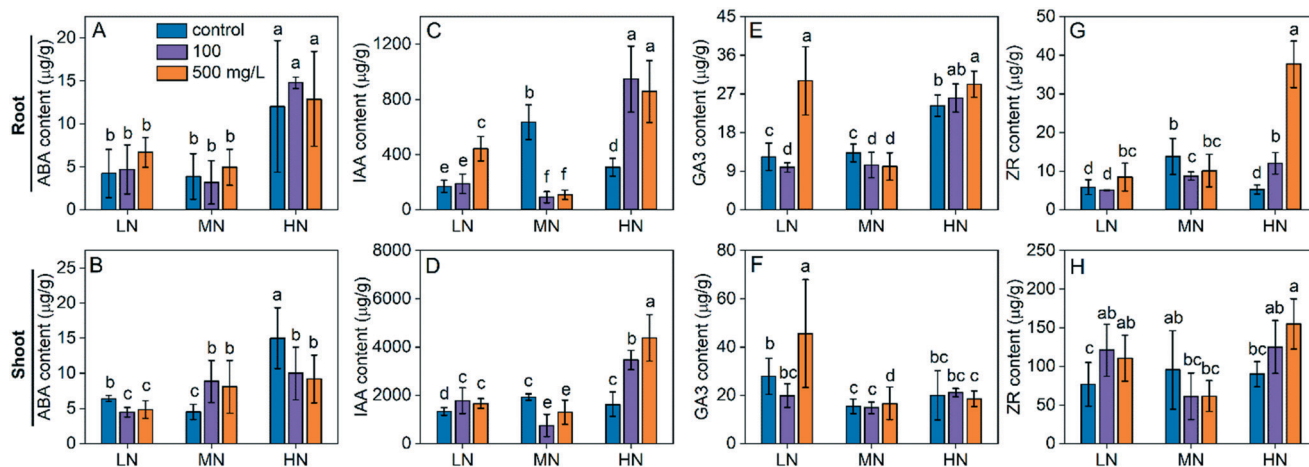 Root
A
ABA content (μg/g)
20
15
10
5
0
control
100
500 mg/L
b b b
b b b
a a a
LN MN HN
C
IAA content (μg/g)
1200
800
400
0
e e c
b f f
d a a
LN MN HN
E
GA3 content (μg/g)
45
36
27
18
9
0
c d a
c d d
b ab a
LN MN HN
G
ZR content (μg/g)
50
40
30
20
10
0
d d bc
b c bc
d b a
LN MN HN
Shoot
B
ABA content (μg/g)
25
20
15
10
5
0
b c c
c b b
a b b
LN MN HN
D
IAA content (μg/g)
8000
6000
4000
2000
0
d c c
c e e
c b a
LN MN HN
F
GA3 content (μg/g)
80
60
40
20
0
b bc a
c c d
bc b c
LN MN HN
H
ZR content (μg/g)
250
200
150
100
50
0
c ab ab
ab bc bc
bc ab a
LN MN HN